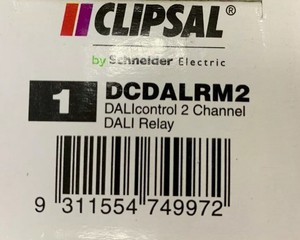 CLIPSAL®
by Schneider Electric
1 DCDALRM2
DALIcontrol 2 Channel
DALI Relay
9 311554 749972